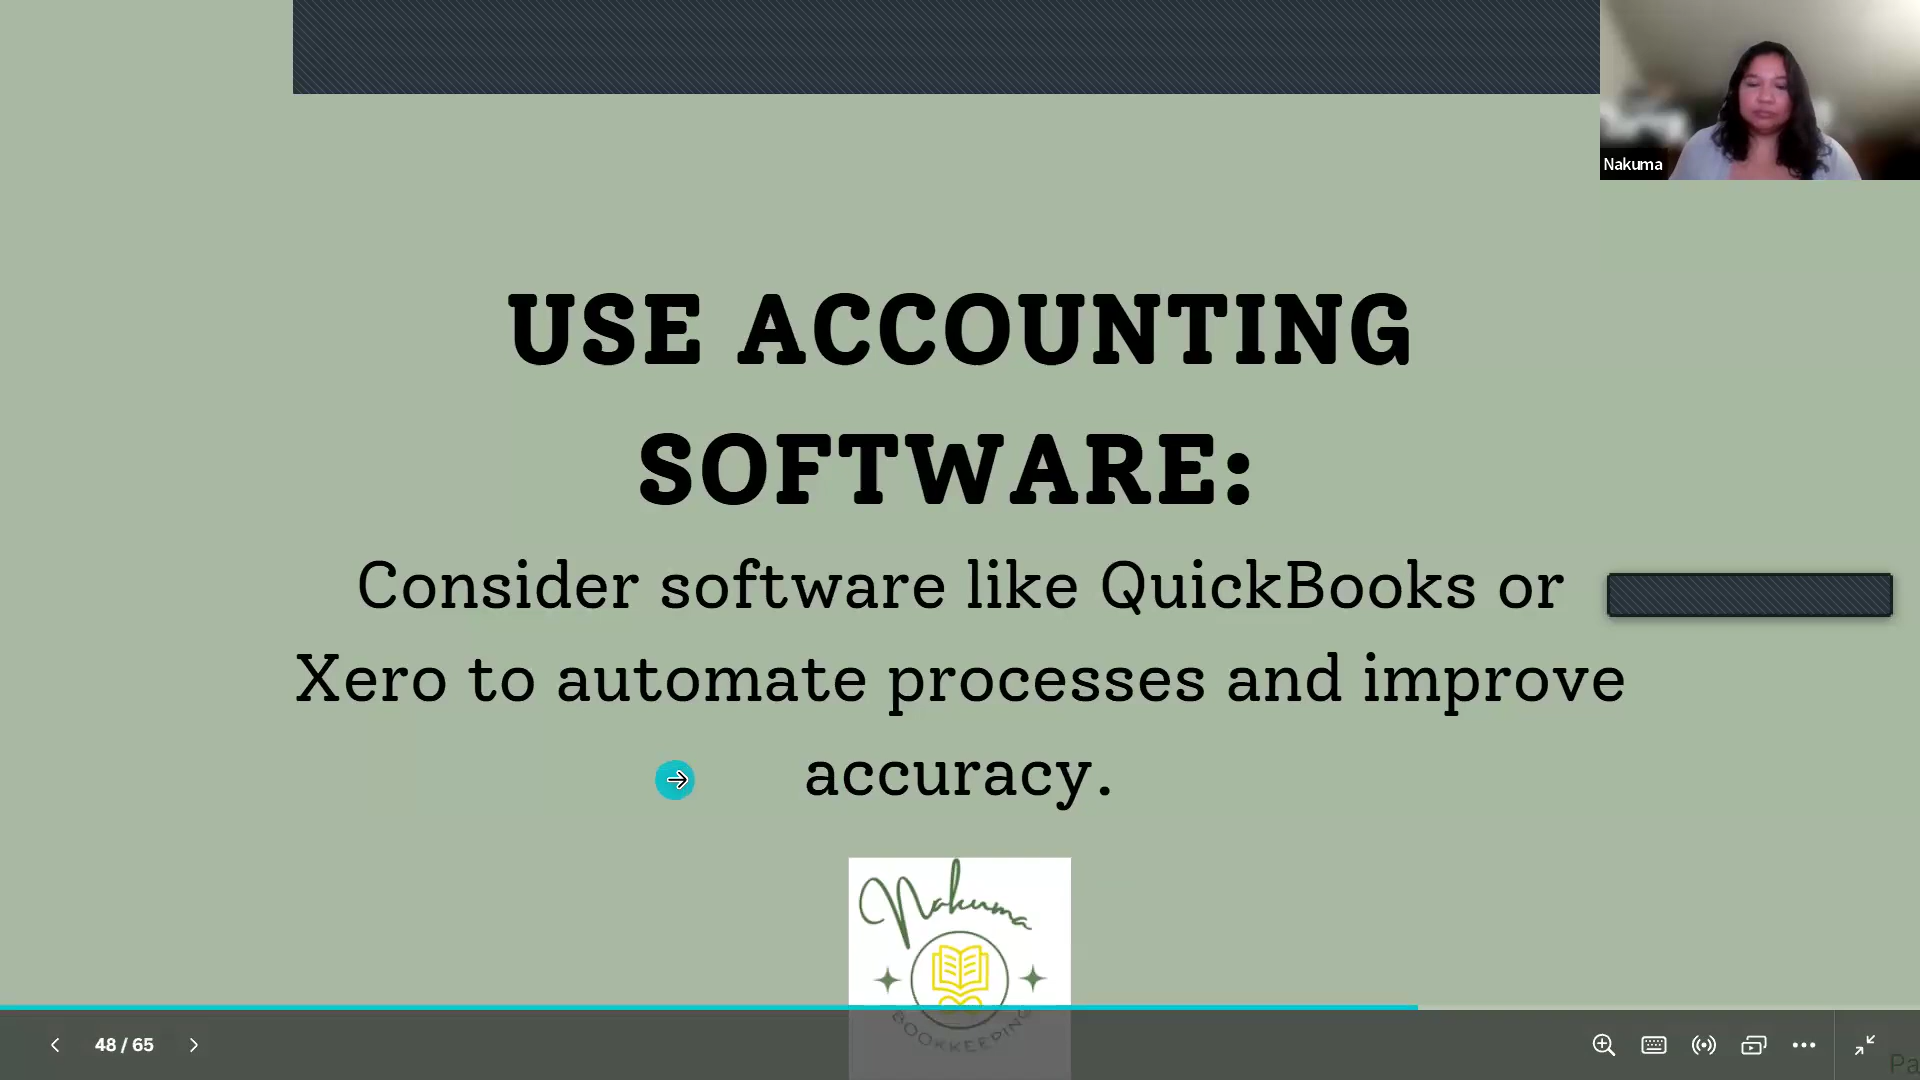 Nakuma
USE ACCOUNTING
SOFTWARE:
Consider software like QuickBooks or
Xero to automate processes and improve
accuracy.
Nakuma
BOOKKEEPING
48 / 65
Pa